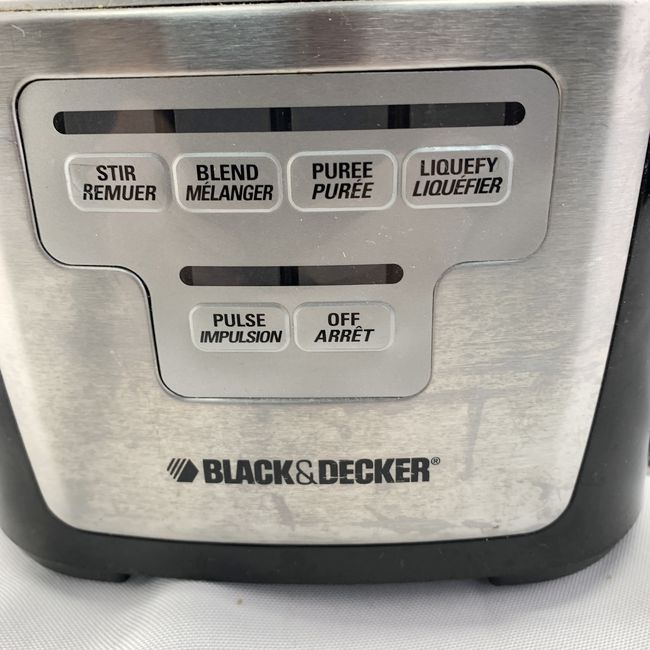 STIR
REMUER
BLEND
MÉLANGER
PUREE
PURÉE
LIQUEFY
LIQUÉFIER
PULSE
IMPULSION
OFF
ARRÊT
BLACK&DECKER®